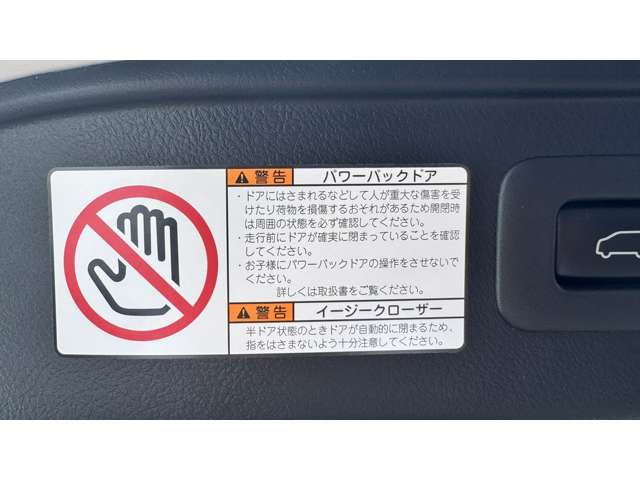 警告 パワーバックドア
・ドアにはさまれるなどして人が重大な傷害を受
けたり荷物を損傷するおそれがあるため開閉時
は周囲の状態を必ず確認してください。
・走行前にドアが確実に閉まっていることを確認
してください。
・お子様にパワーバックドアの操作をさせないで
ください。
詳しくは取扱書をご覧ください。
警告 イージークローザー
半ドア状態のときドアが自動的に閉まるため、
指をはさまないよう十分注意してください。